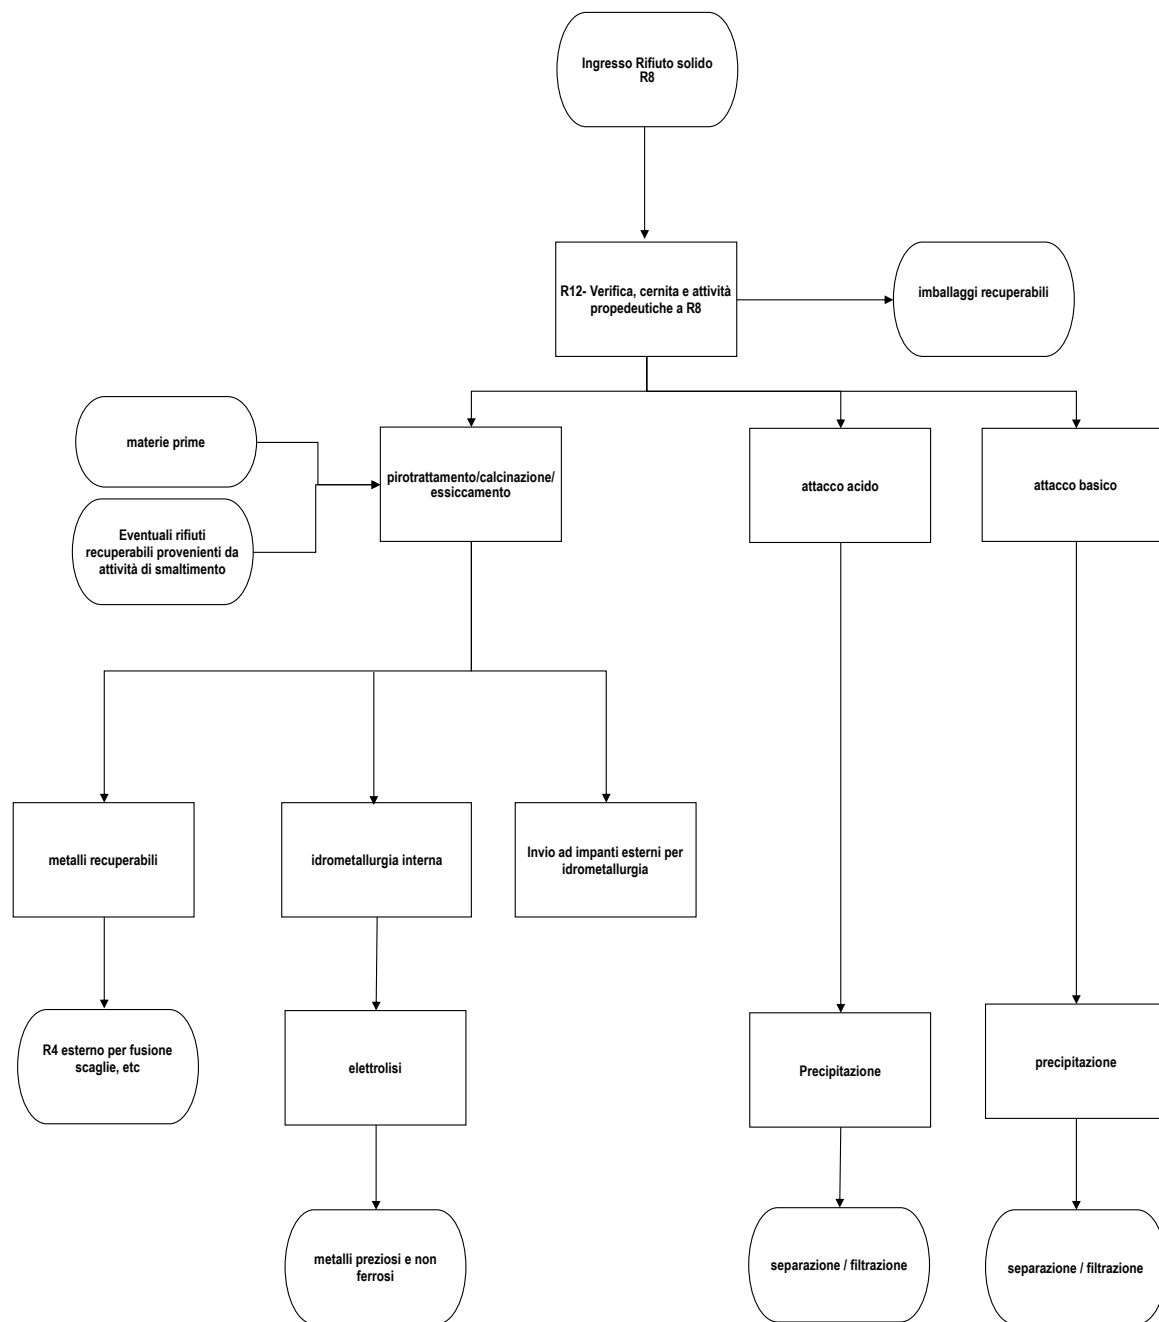 Ingresso Rifiuto solido
R8
R12- Verifica, cernita e attività
propedeutiche a R8
imballaggi recuperabili
materie prime
pirotrattamento/calcinazione/
essiccamento
attacco acido
attacco basico
Eventuali rifiuti
recuperabili provenienti da
attività di smaltimento
metalli recuperabili
idrometallurgia interna
Invio ad impianti esterni per
idrometallurgia
R4 esterno per fusione
scaglie, etc
elettrolisi
Precipitazione
precipitazione
metalli preziosi e non
ferrosi
separazione / filtrazione
separazione / filtrazione